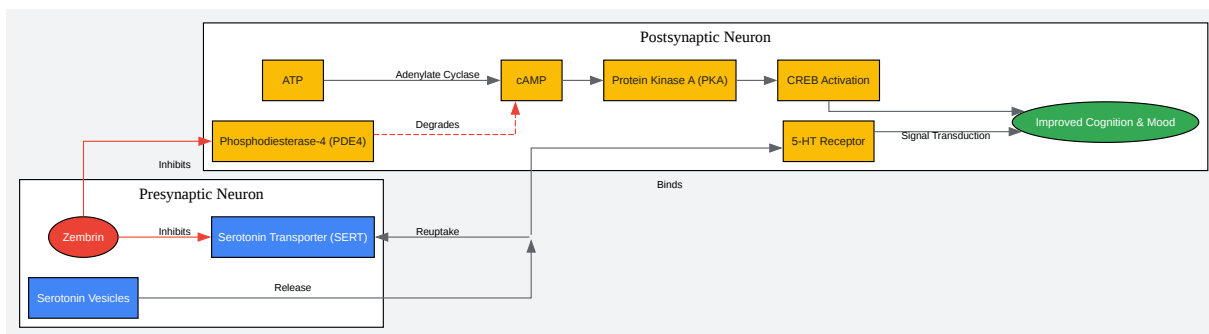 Postsynaptic Neuron
ATP
Adenylate Cyclase
cAMP
Protein Kinase A (PKA)
CREB Activation
Improved Cognition & Mood
Phosphodiesterase-4 (PDE4)
Degrades
5-HT Receptor
Signal Transduction
Inhibits
Binds
Presynaptic Neuron
Zembrin
Inhibits
Serotonin Transporter (SERT)
Reuptake
Serotonin Vesicles
Release